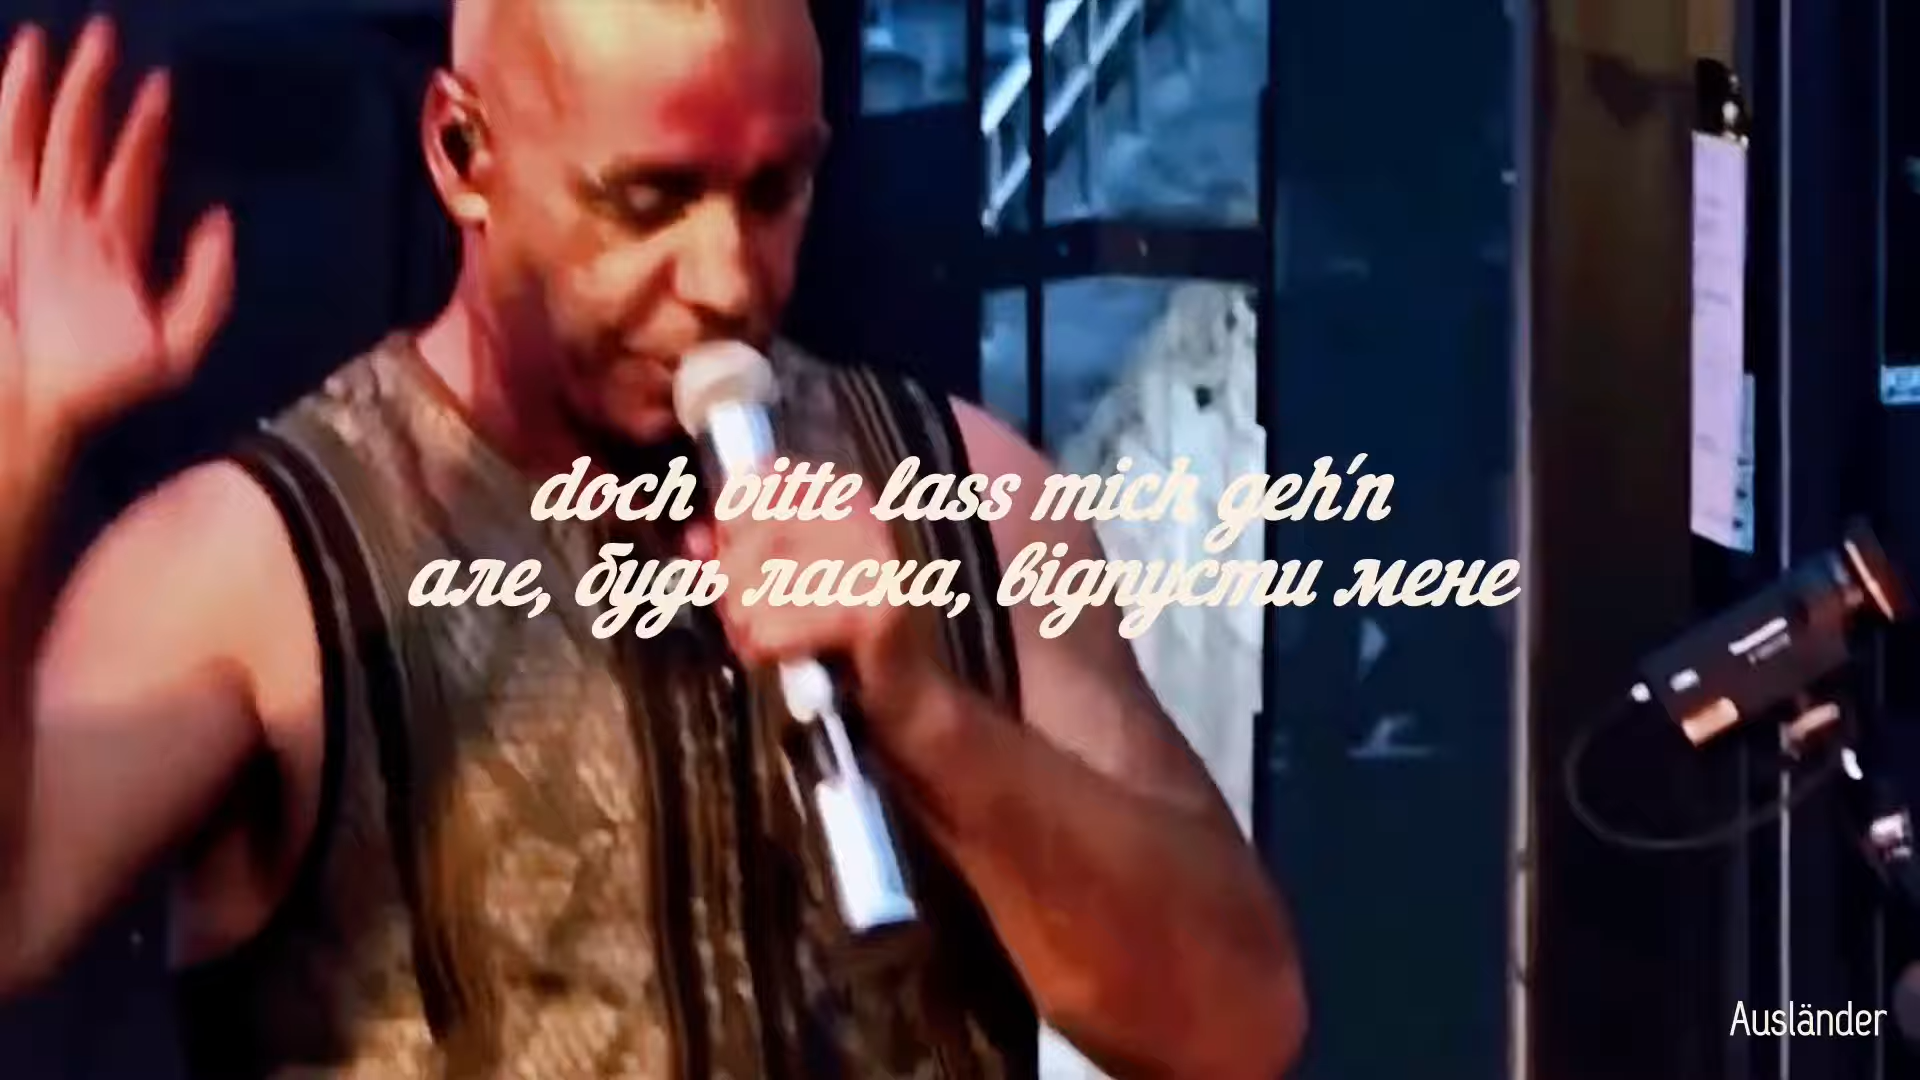 doch bitte lass mich geh'n
але, будь ласка, відпусти мене
Ausländer